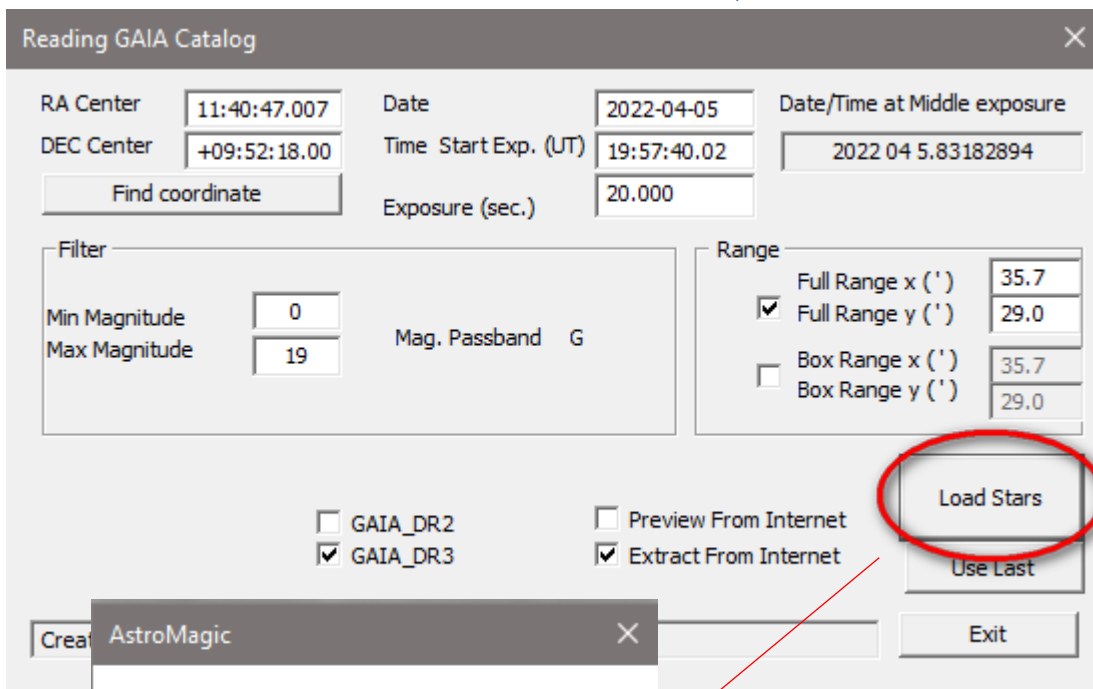 Reading GAIA Catalog
RA Center 11:40:47.007 Date 2022-04-05 Date/Time at Middle exposure
DEC Center +09:52:18.00 Time Start Exp. (UT) 19:57:40.02 2022 04 5.83182894
Find coordinate Exposure (sec.) 20.000
Filter Range
Full Range x (') 35.7
Min Magnitude 0 Full Range y (') 29.0
Max Magnitude 19 Mag. Passband G
Box Range x (') 35.7
Box Range y (') 29.0
Load Stars
GAIA_DR2 Preview From Internet
GAIA_DR3 Extract From Internet
Use Last
AstroMagic Exit